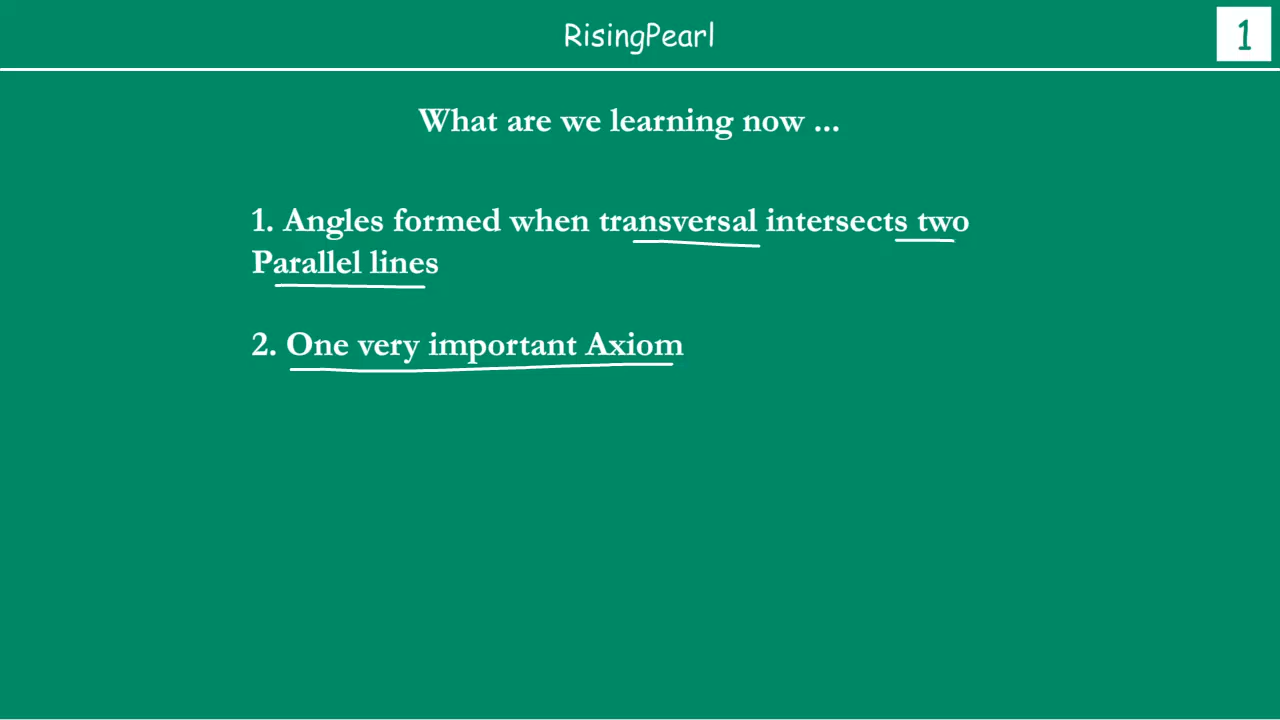 RisingPearl
1
What are we learning now ...
1. Angles formed when transversal intersects two
Parallel lines
2. One very important Axiom